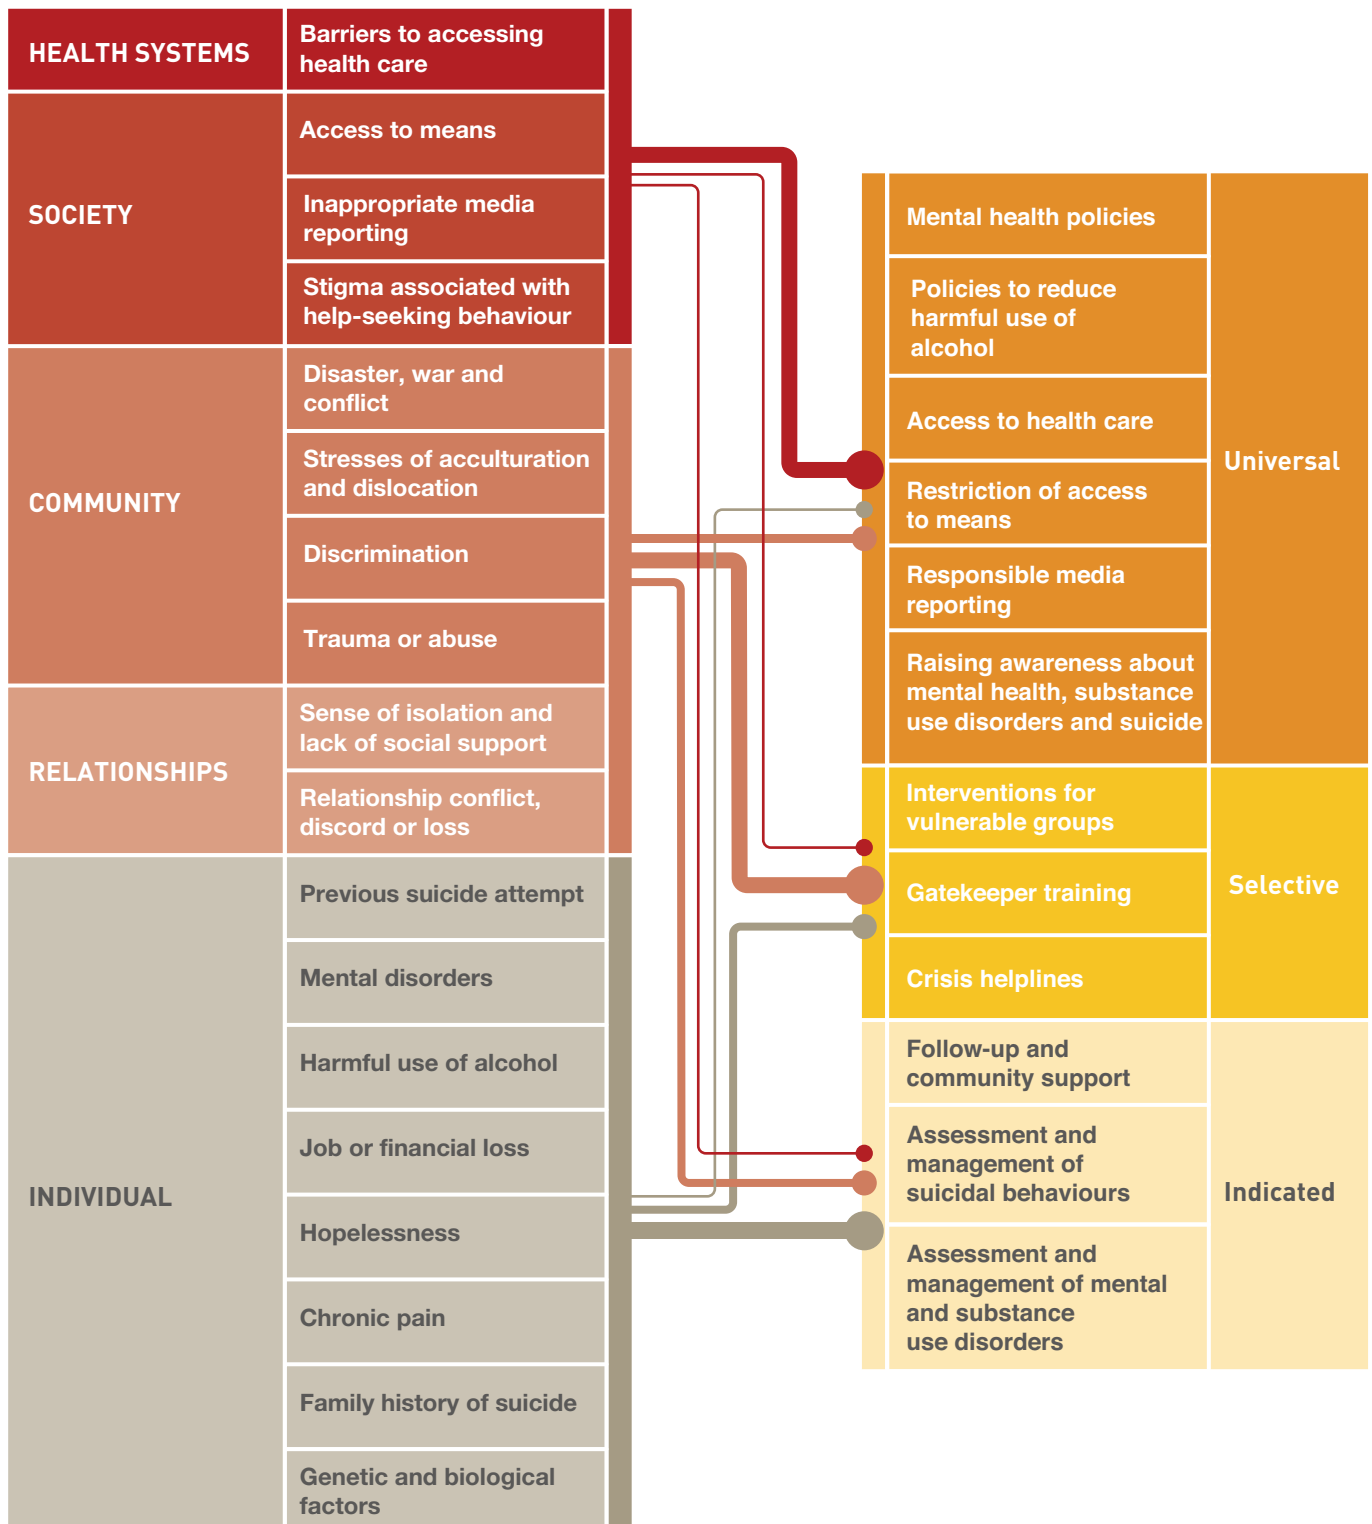 HEALTH SYSTEMS
Barriers to accessing
health care
SOCIETY
Access to means
Inappropriate media
reporting
Stigma associated with
help-seeking behaviour
COMMUNITY
Disaster, war and
conflict
Stresses of acculturation
and dislocation
Discrimination
Trauma or abuse
RELATIONSHIPS
Sense of isolation and
lack of social support
Relationship conflict,
discord or loss
INDIVIDUAL
Previous suicide attempt
Mental disorders
Harmful use of alcohol
Job or financial loss
Hopelessness
Chronic pain
Family history of suicide
Genetic and biological
factors
Mental health policies
Policies to reduce
harmful use of
alcohol
Access to health care
Restriction of access
to means
Responsible media
reporting
Raising awareness about
mental health, substance
use disorders and suicide
Universal
Interventions for
vulnerable groups
Gatekeeper training
Crisis helplines
Selective
Follow-up and
community support
Assessment and
management of
suicidal behaviours
Assessment and
management of mental
and substance
use disorders
Indicated